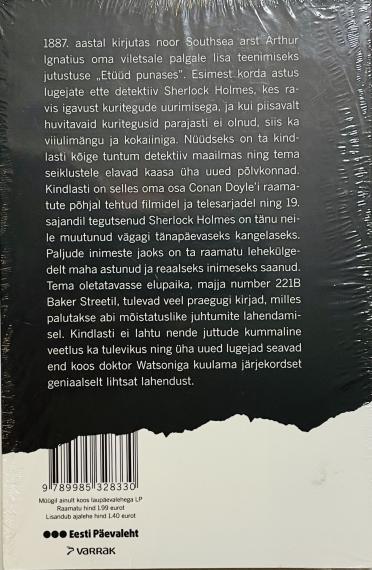 1887. aastal kirjutas noor Southsea arst Arthur
Ignatius oma viletsale palgale lisa teenimiseks
jutustuse „Etüüd punases”. Esimest korda astus
lugejate ette detektiiv Sherlock Holmes, kes ra-
vis igavust kuritegude uurimisega, ja kui piisavalt
huvitavaid kuritegusid parajasti ei olnud, siis ka
viiulimängu ja kokaiiniga. Nüüdseks on ta kind-
lasti kõige tuntum detektiiv maailmas ning tema
seiklustele elavad kaasa üha uued põlvkonnad.
Kindlasti on selles oma osa Conan Doyle’i raama-
tute põhjal tehtud filmidel ja telesarjadel ning 19.
sajandil tegutsenud Sherlock Holmes on tänu nei-
le muutunud vägagi tänapäevaseks kangelaseks.
Paljude inimeste jaoks on ta raamatu lehekülge-
delt maha astunud ja reaalseks inimeseks saanud.
Tema oletatavasse elupaika, majja number 221B
Baker Streetil, tulevad veel praegugi kirjad, milles
palutakse abi mõistatuslike juhtumite lahendami-
sel. Kindlasti ei lahtu nende juttude kummaline
veetlus ka tulevikus ning üha uued lugejad seavad
end koos doktor Watsoniga kuulama järjekordset
geniaalselt lihtsat lahendust.
9 789985 328330
Müügil ainult koos laupäevalehega LP
Raamatu hind 1.99 eurot
Lisandub ajalehe hind 1.40 eurot
Eesti Päevaleht
VARRAK